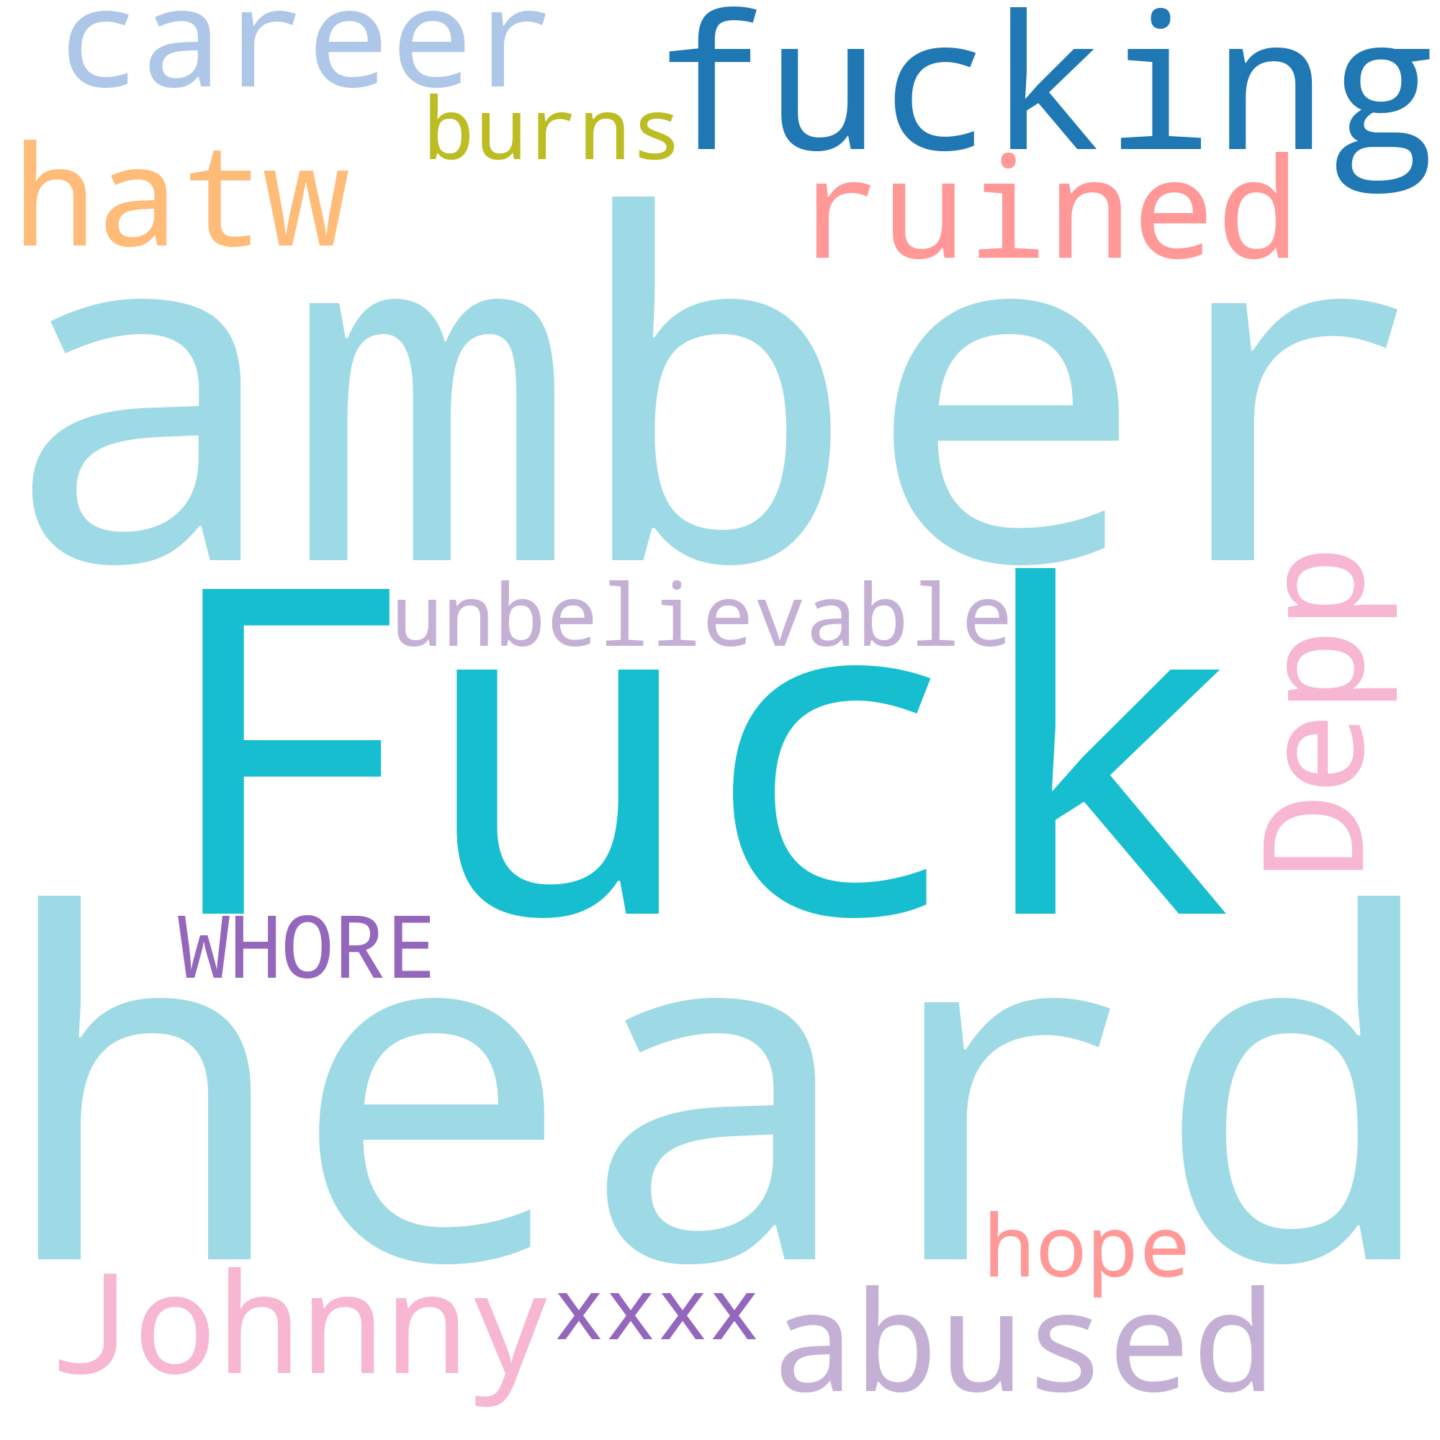 career
fucking
burns
hatw
ruined
amber
unbelievable
Depp
Fuck
WHORE
heard
hope
Johnny
xxxx
abused